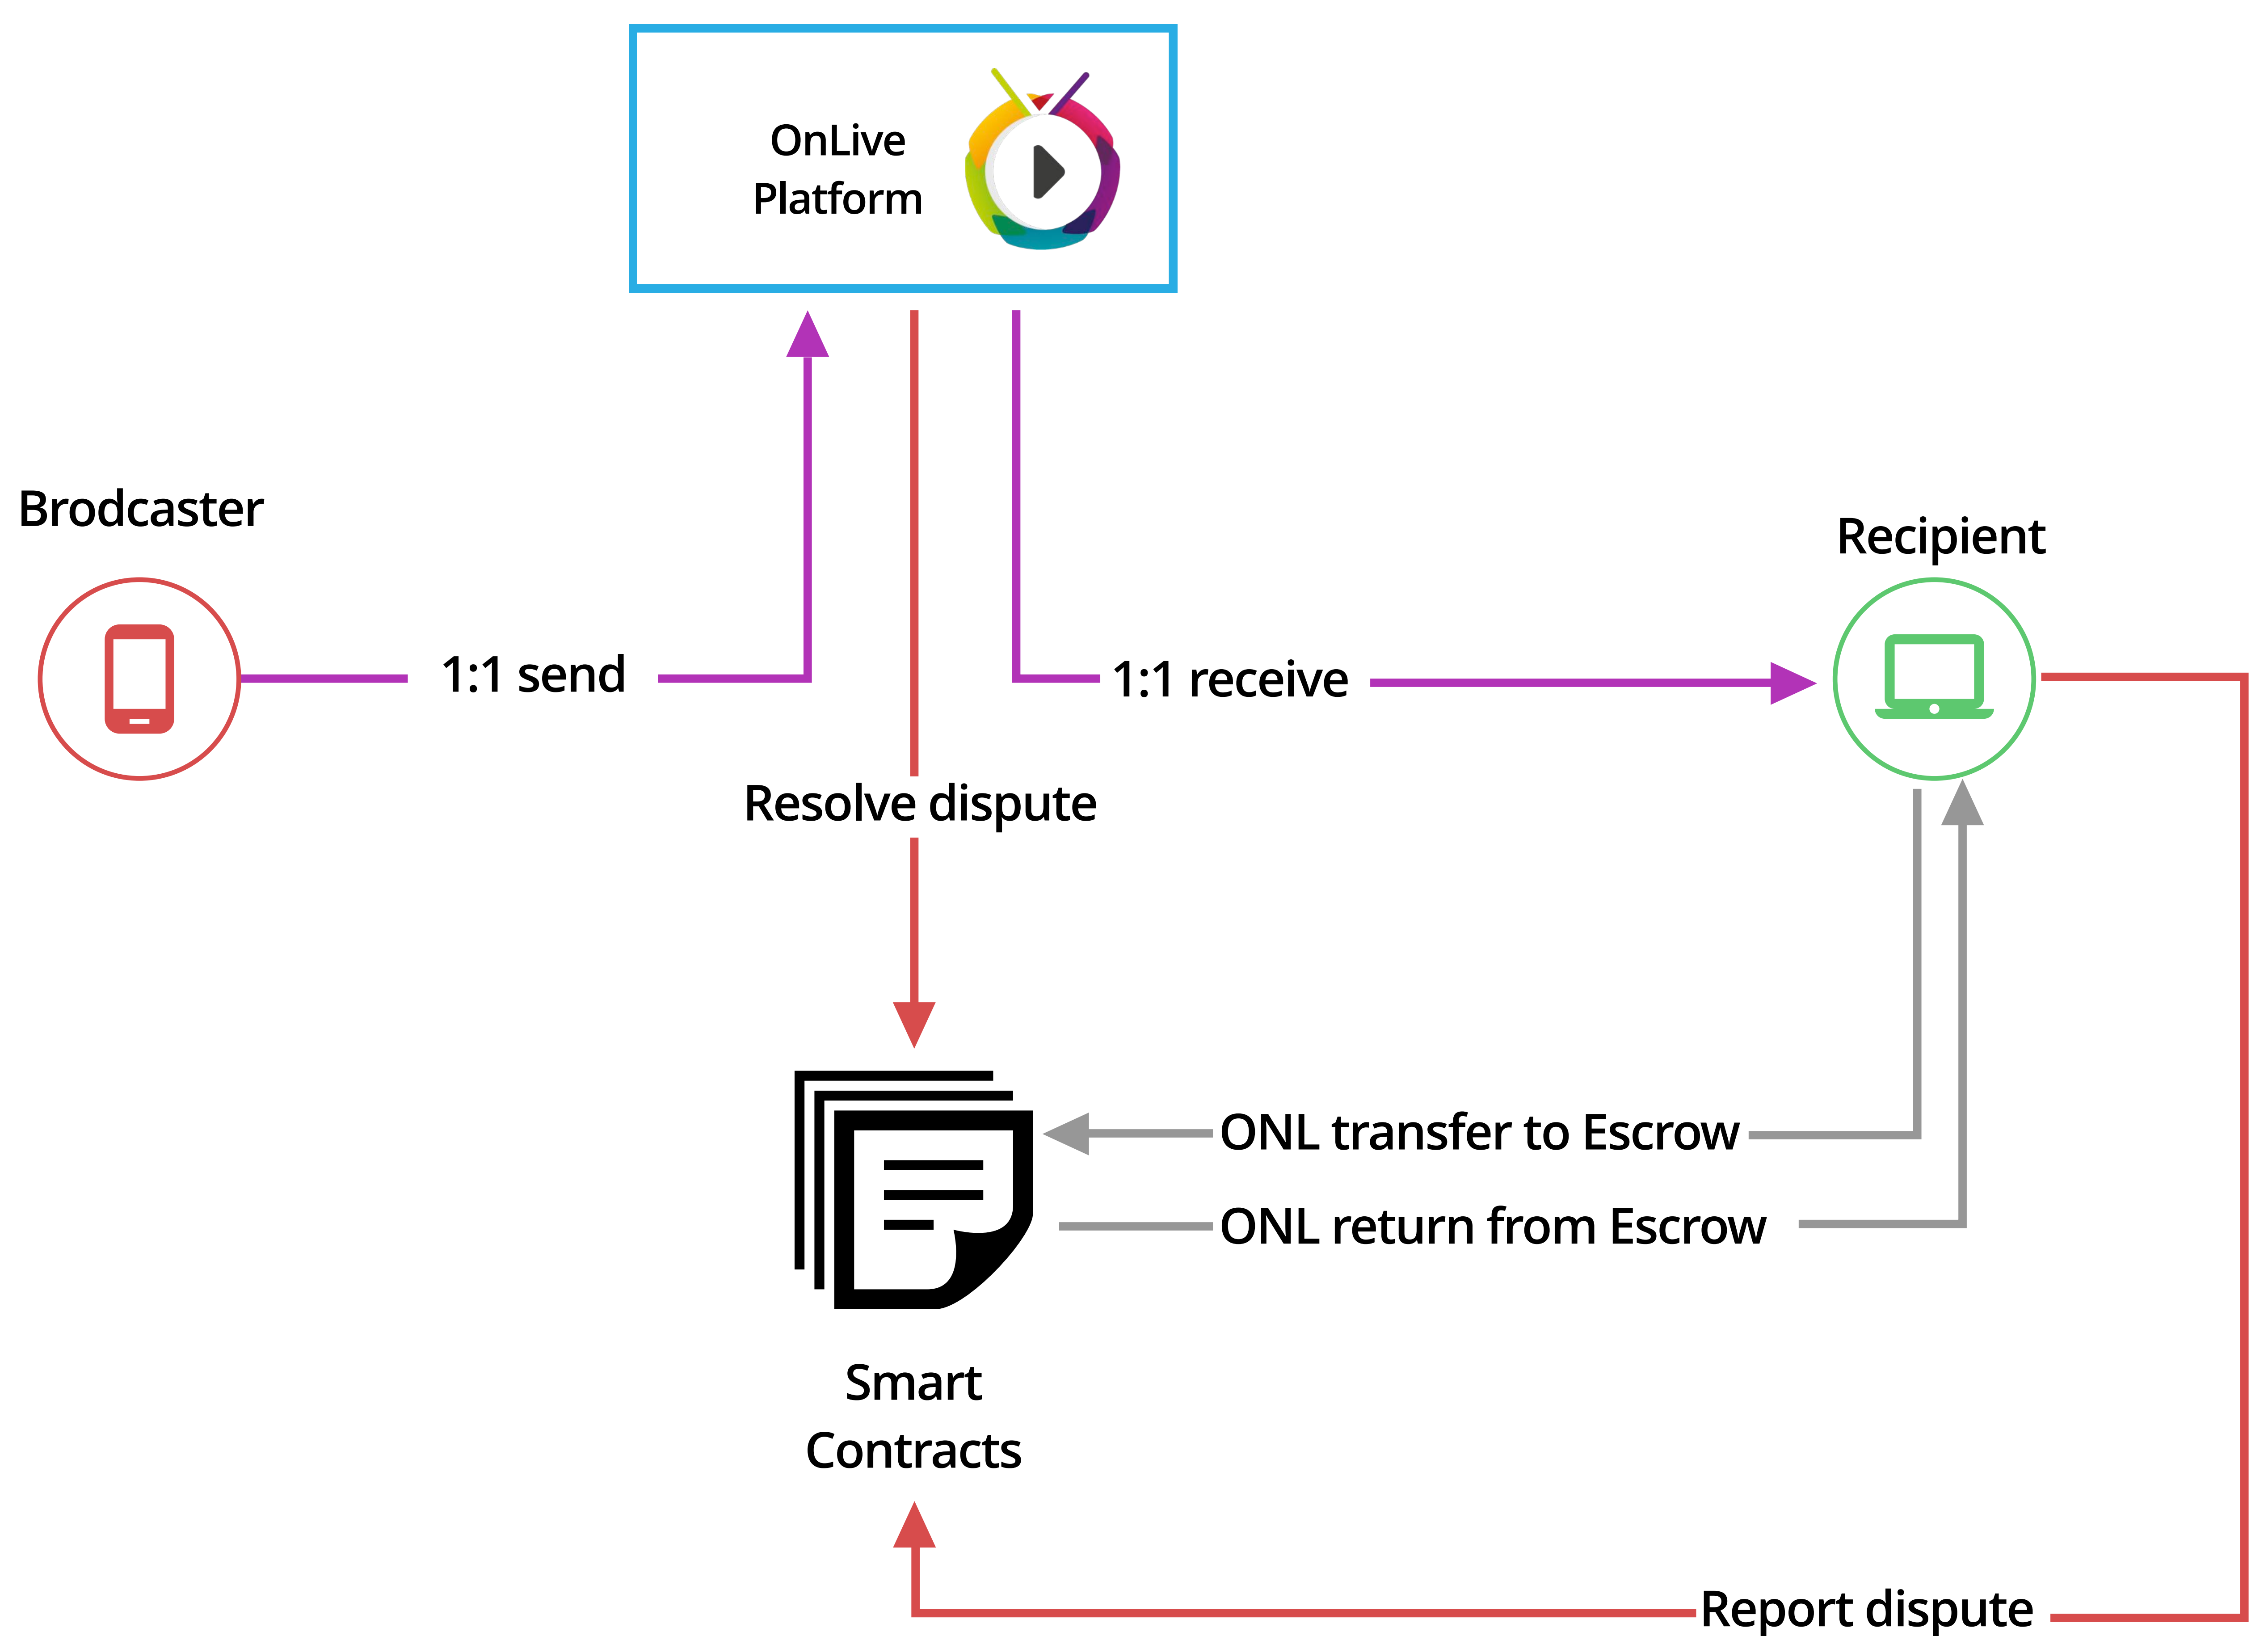 OnLive
Platform
Brodcaster
Recipient
1:1 send
1:1 receive
Resolve dispute
ONL transfer to Escrow
ONL return from Escrow
Smart
Contracts
Report dispute